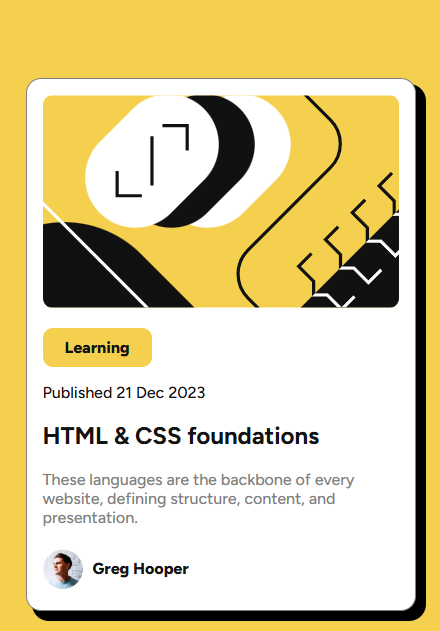 Learning
Published 21 Dec 2023
HTML & CSS foundations
These languages are the backbone of every
website, defining structure, content, and
presentation.
Greg Hooper